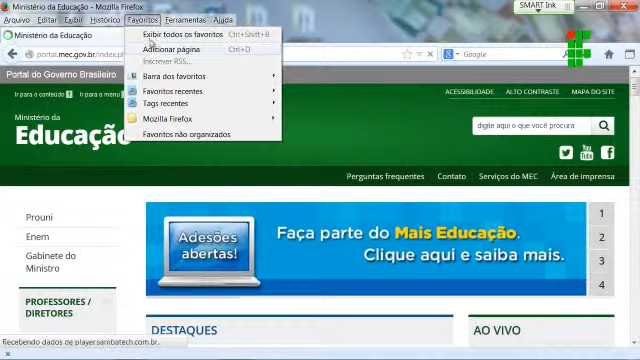 Ministério da Educação - Mozilla Firefox
SMART Ink
Arquivo Editar Exibir Histórico Favoritos Ferramentas Ajuda
Ministério da Educação
Exibir todos os favoritos Ctrl+Shift+B
Adicionar página Ctrl+D
Inscrever RSS...
Barra dos favoritos
Favoritos recentes
Tags recentes
Mozilla Firefox
Favoritos não organizados
portal.mec.gov.br/index.ph
Portal do Governo Brasileiro
Ir para o conteúdo 1 Ir para o menu
ACESSIBILIDADE ALTO CONTRASTE MAPA DO SITE
Ministério da
Educação
digite aqui o que você procura
You Tube
Perguntas frequentes Contato Serviços do MEC Área de imprensa
Prouni
Enem
Gabinete do
Ministro
PROFESSORES /
DIRETORES
Adesões
abertas!
Faça parte do Mais Educação.
Clique aqui e saiba mais.
1
2
3
4
DESTAQUES
AO VIVO
Recebendo dados de player.sambatech.com.br.